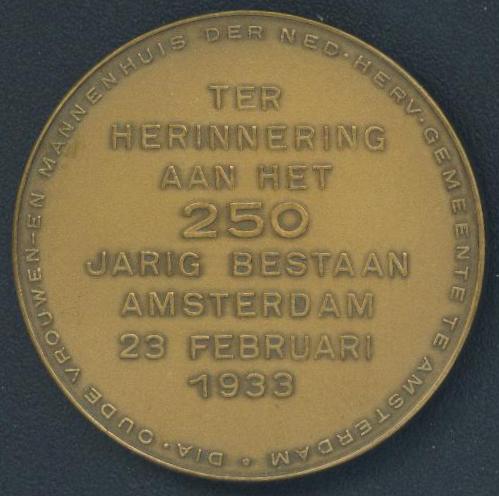 DIA· OUDE VROUWEN-EN MANNENHUIS DER NED· HERV· GEMEENTE TE AMSTERDAM
TER
HERINNERING
AAN HET
250
JARIG BESTAAN
AMSTERDAM
23 FEBRUARI
1933